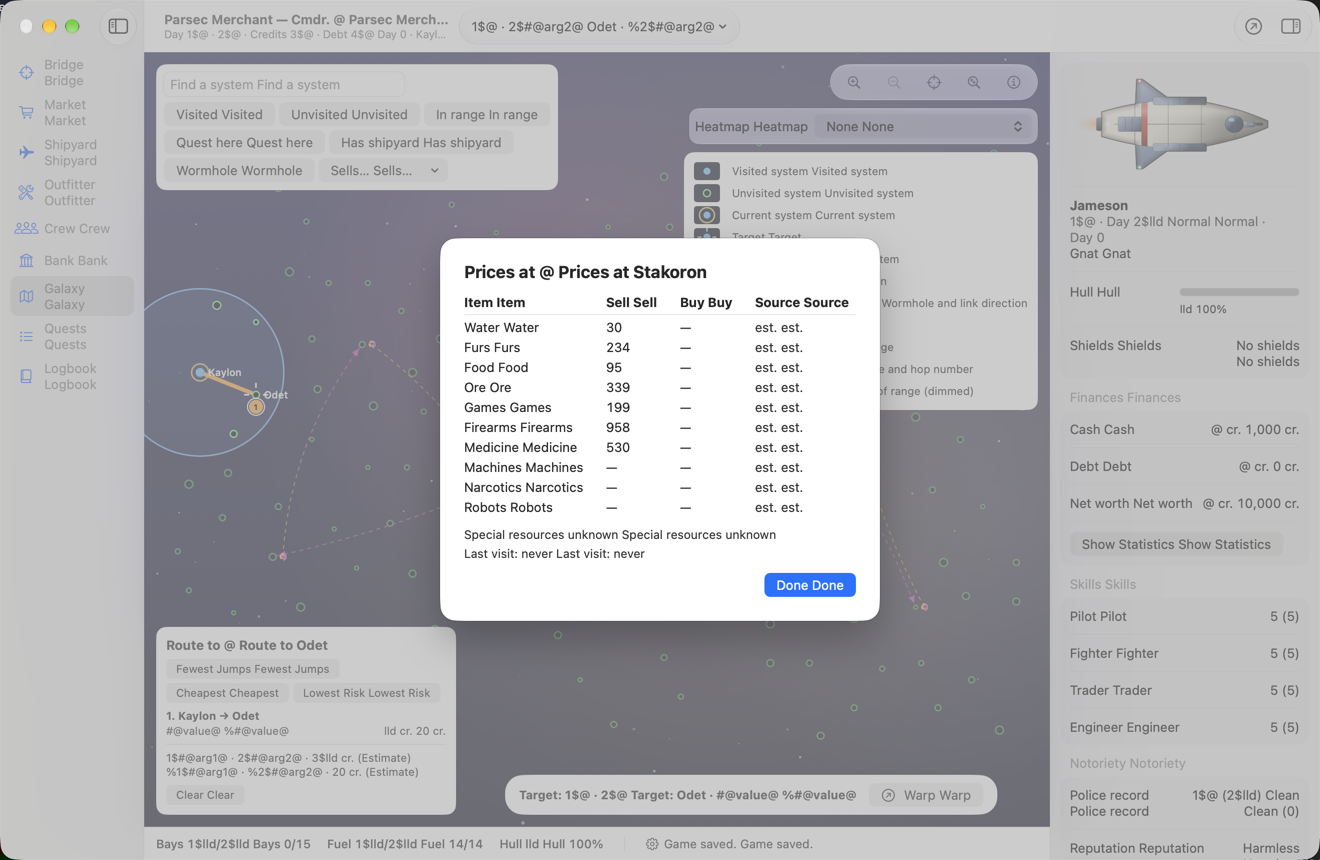 Parsec Merchant — Cmdr. @ Parsec Merch...
Day 1$@ · 2$@ · Credits 3$@ · Debt 4$@ Day 0 · Kayl...
1$@ · 2$#@arg2@ Odet · %2$#@arg2@
Bridge
Bridge
Market
Market
Shipyard
Shipyard
Outfitter
Outfitter
Crew Crew
Bank Bank
Galaxy
Galaxy
Quests
Quests
Logbook
Logbook
Find a system Find a system
Visited Visited
Unvisited Unvisited
In range In range
Quest here Quest here
Has shipyard Has shipyard
Wormhole Wormhole
Sells... Sells...
Heatmap Heatmap
None None
Visited system Visited system
Unvisited system Unvisited system
Current system Current system
Target Target
tem
n
Wormhole and link direction
ge
e and hop number
of range (dimmed)
Kaylon
Odet
1
Prices at @ Prices at Stakoron
Item Item Sell Sell Buy Buy Source Source
Water Water 30 — est. est.
Furs Furs 234 — est. est.
Food Food 95 — est. est.
Ore Ore 339 — est. est.
Games Games 199 — est. est.
Firearms Firearms 958 — est. est.
Medicine Medicine 530 — est. est.
Machines Machines — — est. est.
Narcotics Narcotics — — est. est.
Robots Robots — — est. est.
Special resources unknown Special resources unknown
Last visit: never Last visit: never
Done Done
Route to @ Route to Odet
Fewest Jumps Fewest Jumps
Cheapest Cheapest
Lowest Risk Lowest Risk
1. Kaylon → Odet
#@value@ %#@value@ lld cr. 20 cr.
1$#@arg1@ · 2$#@arg2@ · 3$lld cr. (Estimate)
%1$#@arg1@ · %2$#@arg2@ · 20 cr. (Estimate)
Clear Clear
Target: 1$@ · 2$@ Target: Odet · #@value@ %#@value@
Warp Warp
Bays 1$lld/2$lld Bays 0/15
Fuel 1$lld/2$lld Fuel 14/14
Hull lld Hull 100%
Game saved. Game saved.
Jameson
1$@ · Day 2$lld Normal Normal ·
Day 0
Gnat Gnat
Hull Hull
lld 100%
Shields Shields No shields
No shields
Finances Finances
Cash Cash @ cr. 1,000 cr.
Debt Debt @ cr. 0 cr.
Net worth Net worth @ cr. 10,000 cr.
Show Statistics Show Statistics
Skills Skills
Pilot Pilot 5 (5)
Fighter Fighter 5 (5)
Trader Trader 5 (5)
Engineer Engineer 5 (5)
Notoriety Notoriety
Police record 1$@ (2$lld) Clean
Police record Clean (0)
Reputation Reputation Harmless